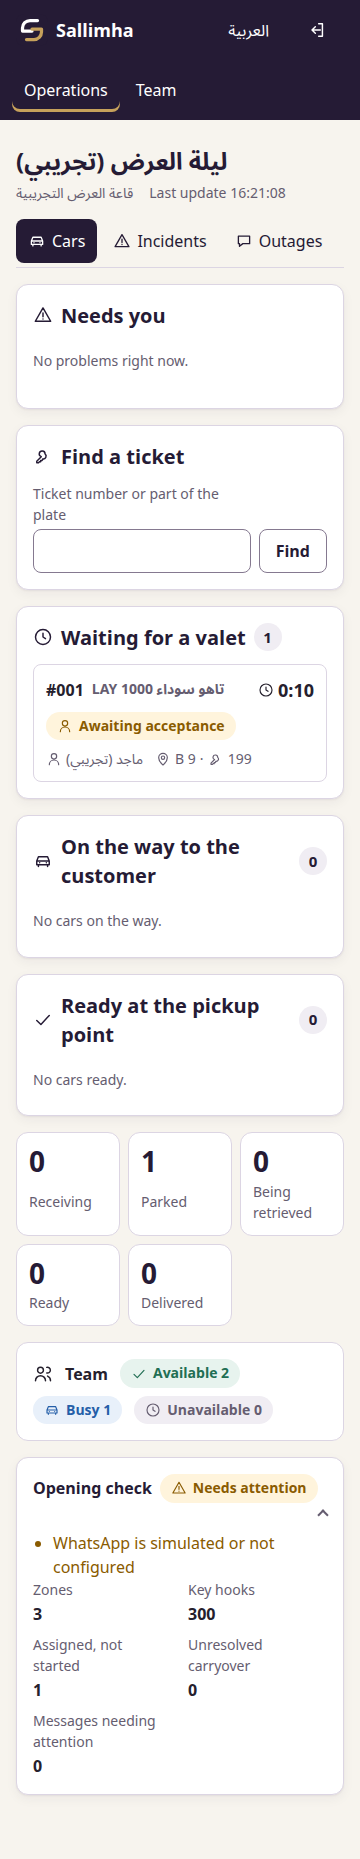 Sallimha
العربية
Operations
Team
ليلة العرض (تجريبي)
قاعة العرض التجريبية
Last update 16:21:08
Cars
Incidents
Outages
Needs you
No problems right now.
Find a ticket
Ticket number or part of the
plate
Find
Waiting for a valet 1
#001 LAY 1000 تاهو سوداء 0:10
Awaiting acceptance
ماجد (تجريبي) B 9 · 199
On the way to the
customer
0
No cars on the way.
Ready at the pickup
point
0
No cars ready.
0
Receiving
1
Parked
0
Being
retrieved
0
Ready
0
Delivered
Team
Available 2
Busy 1
Unavailable 0
Opening check
Needs attention
• WhatsApp is simulated or not
configured
Zones
3
Key hooks
300
Assigned, not
started
1
Unresolved
carryover
0
Messages needing
attention
0